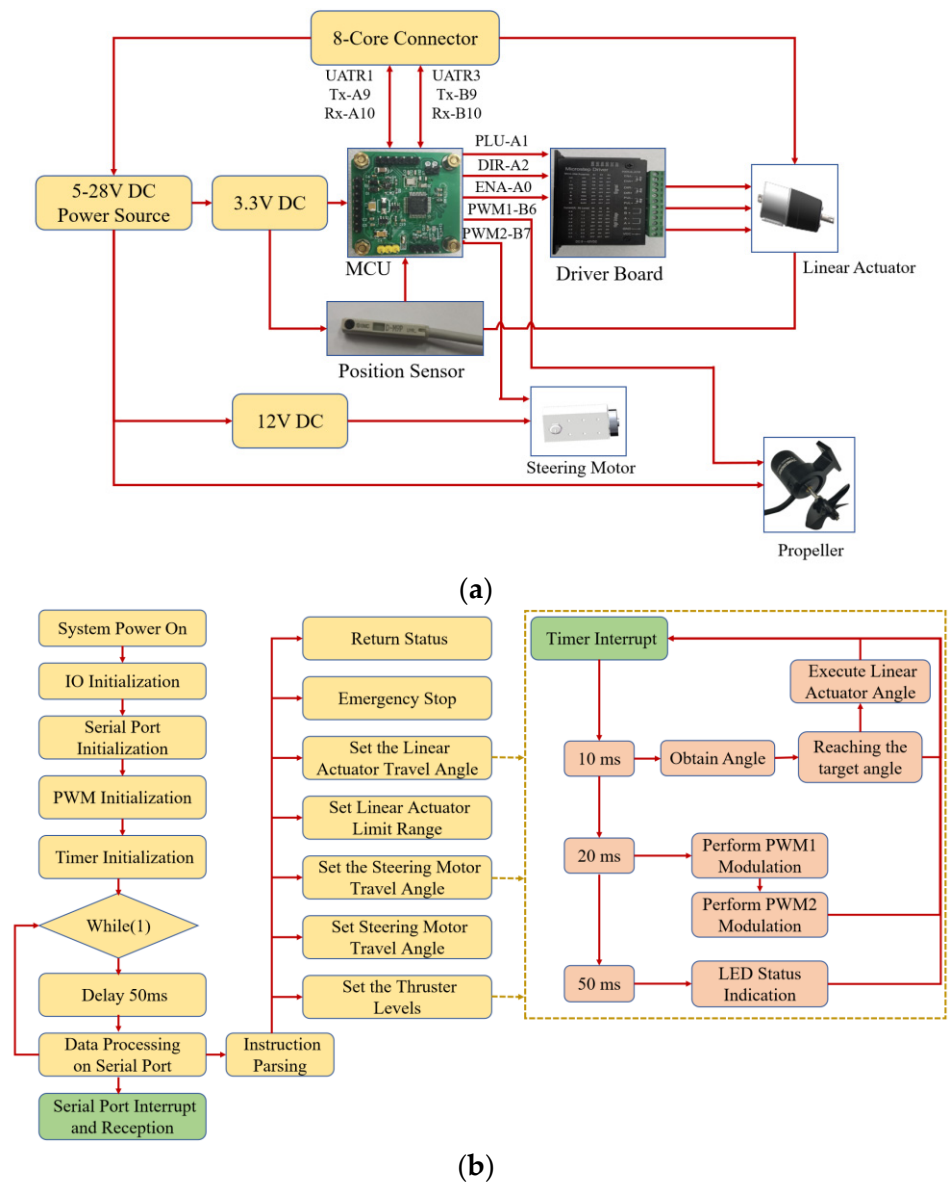 8-Core Connector
UATR1
Tx-A9
Rx-A10
UATR3
Tx-B9
Rx-B10
PLU-A1
DIR-A2
ENA-A0
PWM1-B6
PWM2-B7
5-28V DC
Power Source
3.3V DC
MCU
Driver Board
Linear Actuator
Position Sensor
12V DC
Steering Motor
Propeller
(a)
System Power On
IO Initialization
Serial Port
Initialization
PWM Initialization
Timer Initialization
While(1)
Delay 50ms
Data Processing
on Serial Port
Serial Port Interrupt
and Reception
Instruction
Parsing
Return Status
Emergency Stop
Set the Linear
Actuator Travel Angle
Set Linear Actuator
Limit Range
Set the Steering Motor
Travel Angle
Set Steering Motor
Travel Angle
Set the Thruster
Levels
Timer Interrupt
Execute Linear
Actuator Angle
10 ms
Obtain Angle
Reaching the
target angle
20 ms
Perform PWM1
Modulation
Perform PWM2
Modulation
50 ms
LED Status
Indication
(b)